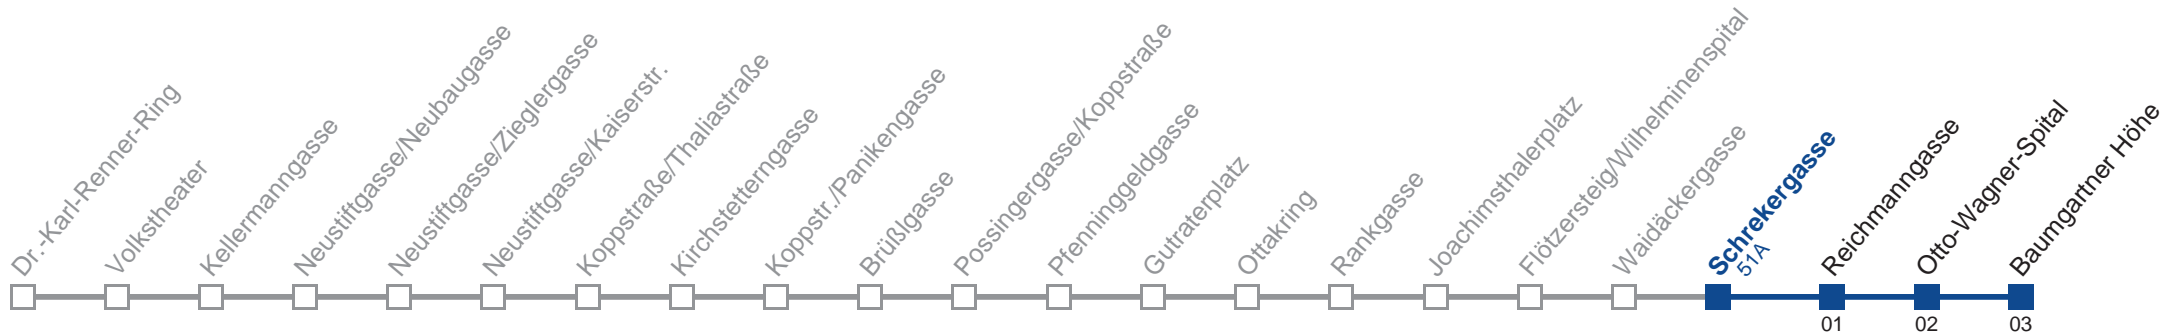 Dr.-Karl-Renner-Ring
Volkstheater
Kellermanngasse
Neustiftgasse/Neubaugasse
Neustiftgasse/Zieglergasse
Neustiftgasse/Kaiserstr.
Koppstraße/Thaliastraße
Kirchstetterngasse
Koppstr./Panikengasse
Brüßlgasse
Possingergasse/Koppstraße
Pfenninggeldgasse
Gutraterplatz
Ottakring
Rankgasse
Joachimsthalerplatz
Flötzersteig/Wilhelminenspital
Waidäckergasse
Schrekergasse
51A
Reichmanngasse
Otto-Wagner-Spital
Baumgartner Höhe
01
02
03